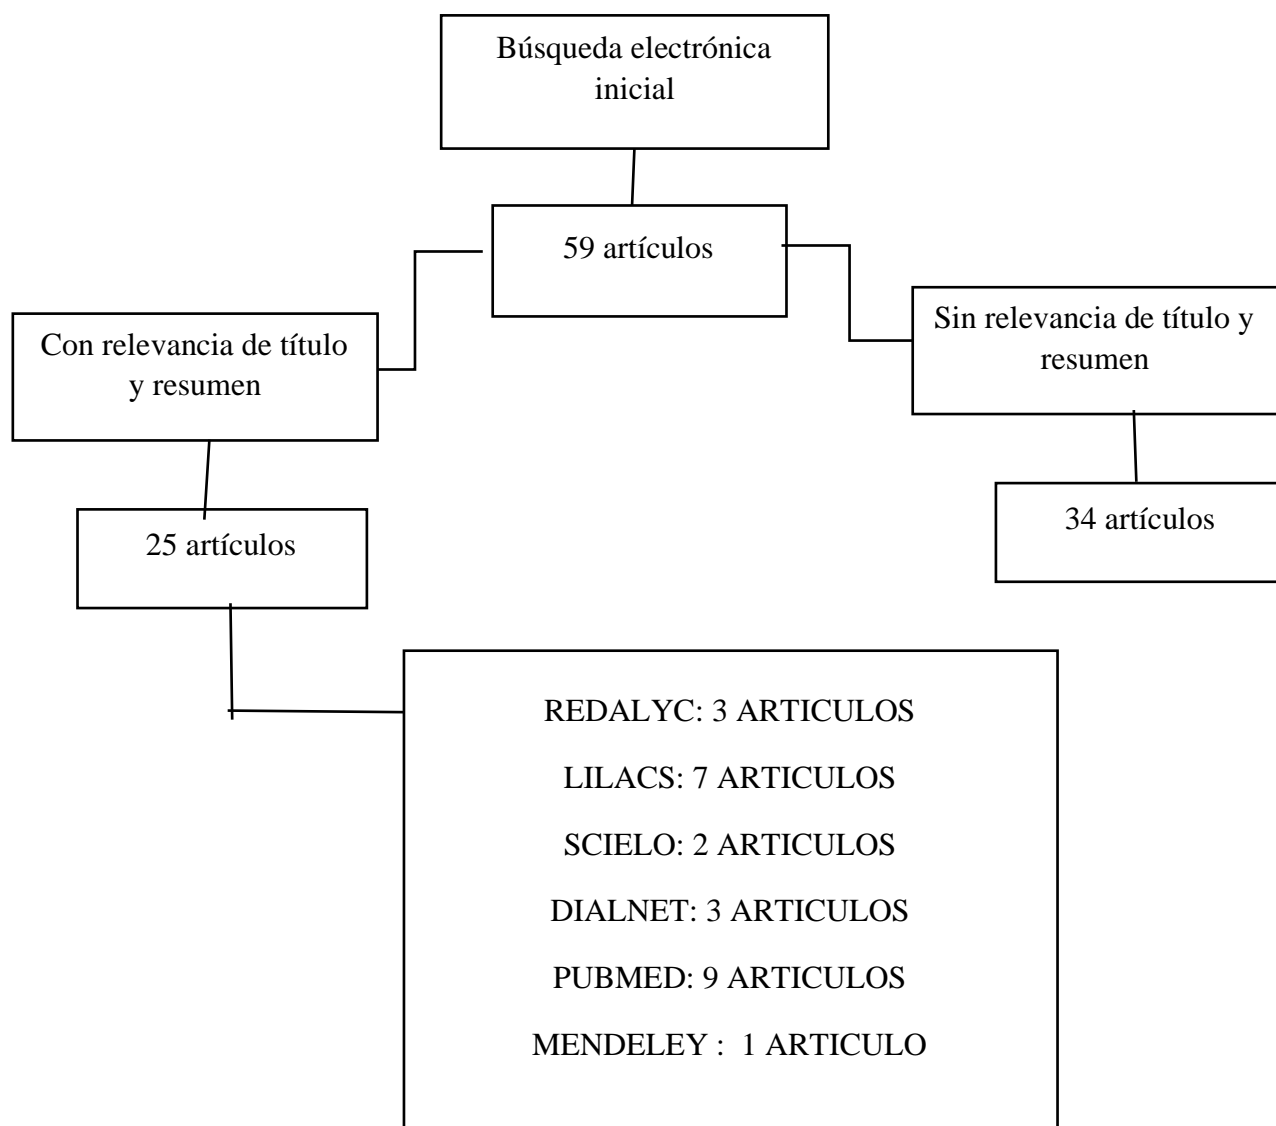 Búsqueda electrónica
inicial
59 artículos
Con relevancia de título
y resumen
Sin relevancia de título y
resumen
25 artículos
34 artículos
REDALYC: 3 ARTICULOS
LILACS: 7 ARTICULOS
SCIELO: 2 ARTICULOS
DIALNET: 3 ARTICULOS
PUBMED: 9 ARTICULOS
MENDELEY : 1 ARTICULO